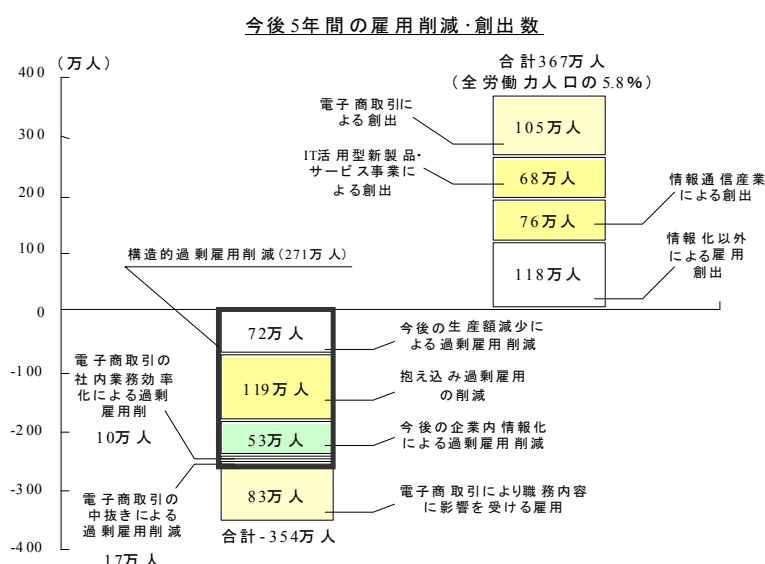 今後5年間の雇用削減・創出数
(万人)
400
300
200
100
0
-100
-200
-300
-400
合計367万人
(全労働力人口の5.8%)
105万人
68万人
76万人
118万人
電子商取引に
よる創出
IT活用型新製品・
サービス事業に
よる創出
情報通信産業
による創出
情報化以外
による雇用
創出
構造的過剰雇用削減(271万人)
72万人
119万人
53万人
83万人
合計-354万人
今後の生産額減少に
よる過剰雇用削減
抱え込み過剰雇用
の削減
今後の企業内情報化
による過剰雇用削減
電子商取引により職務内容
に影響を受ける雇用
電子商取引の
社内業務効率
化による過剰
雇用削
10万人
電子商取引の
中抜きによる
過剰雇用削減
17万人